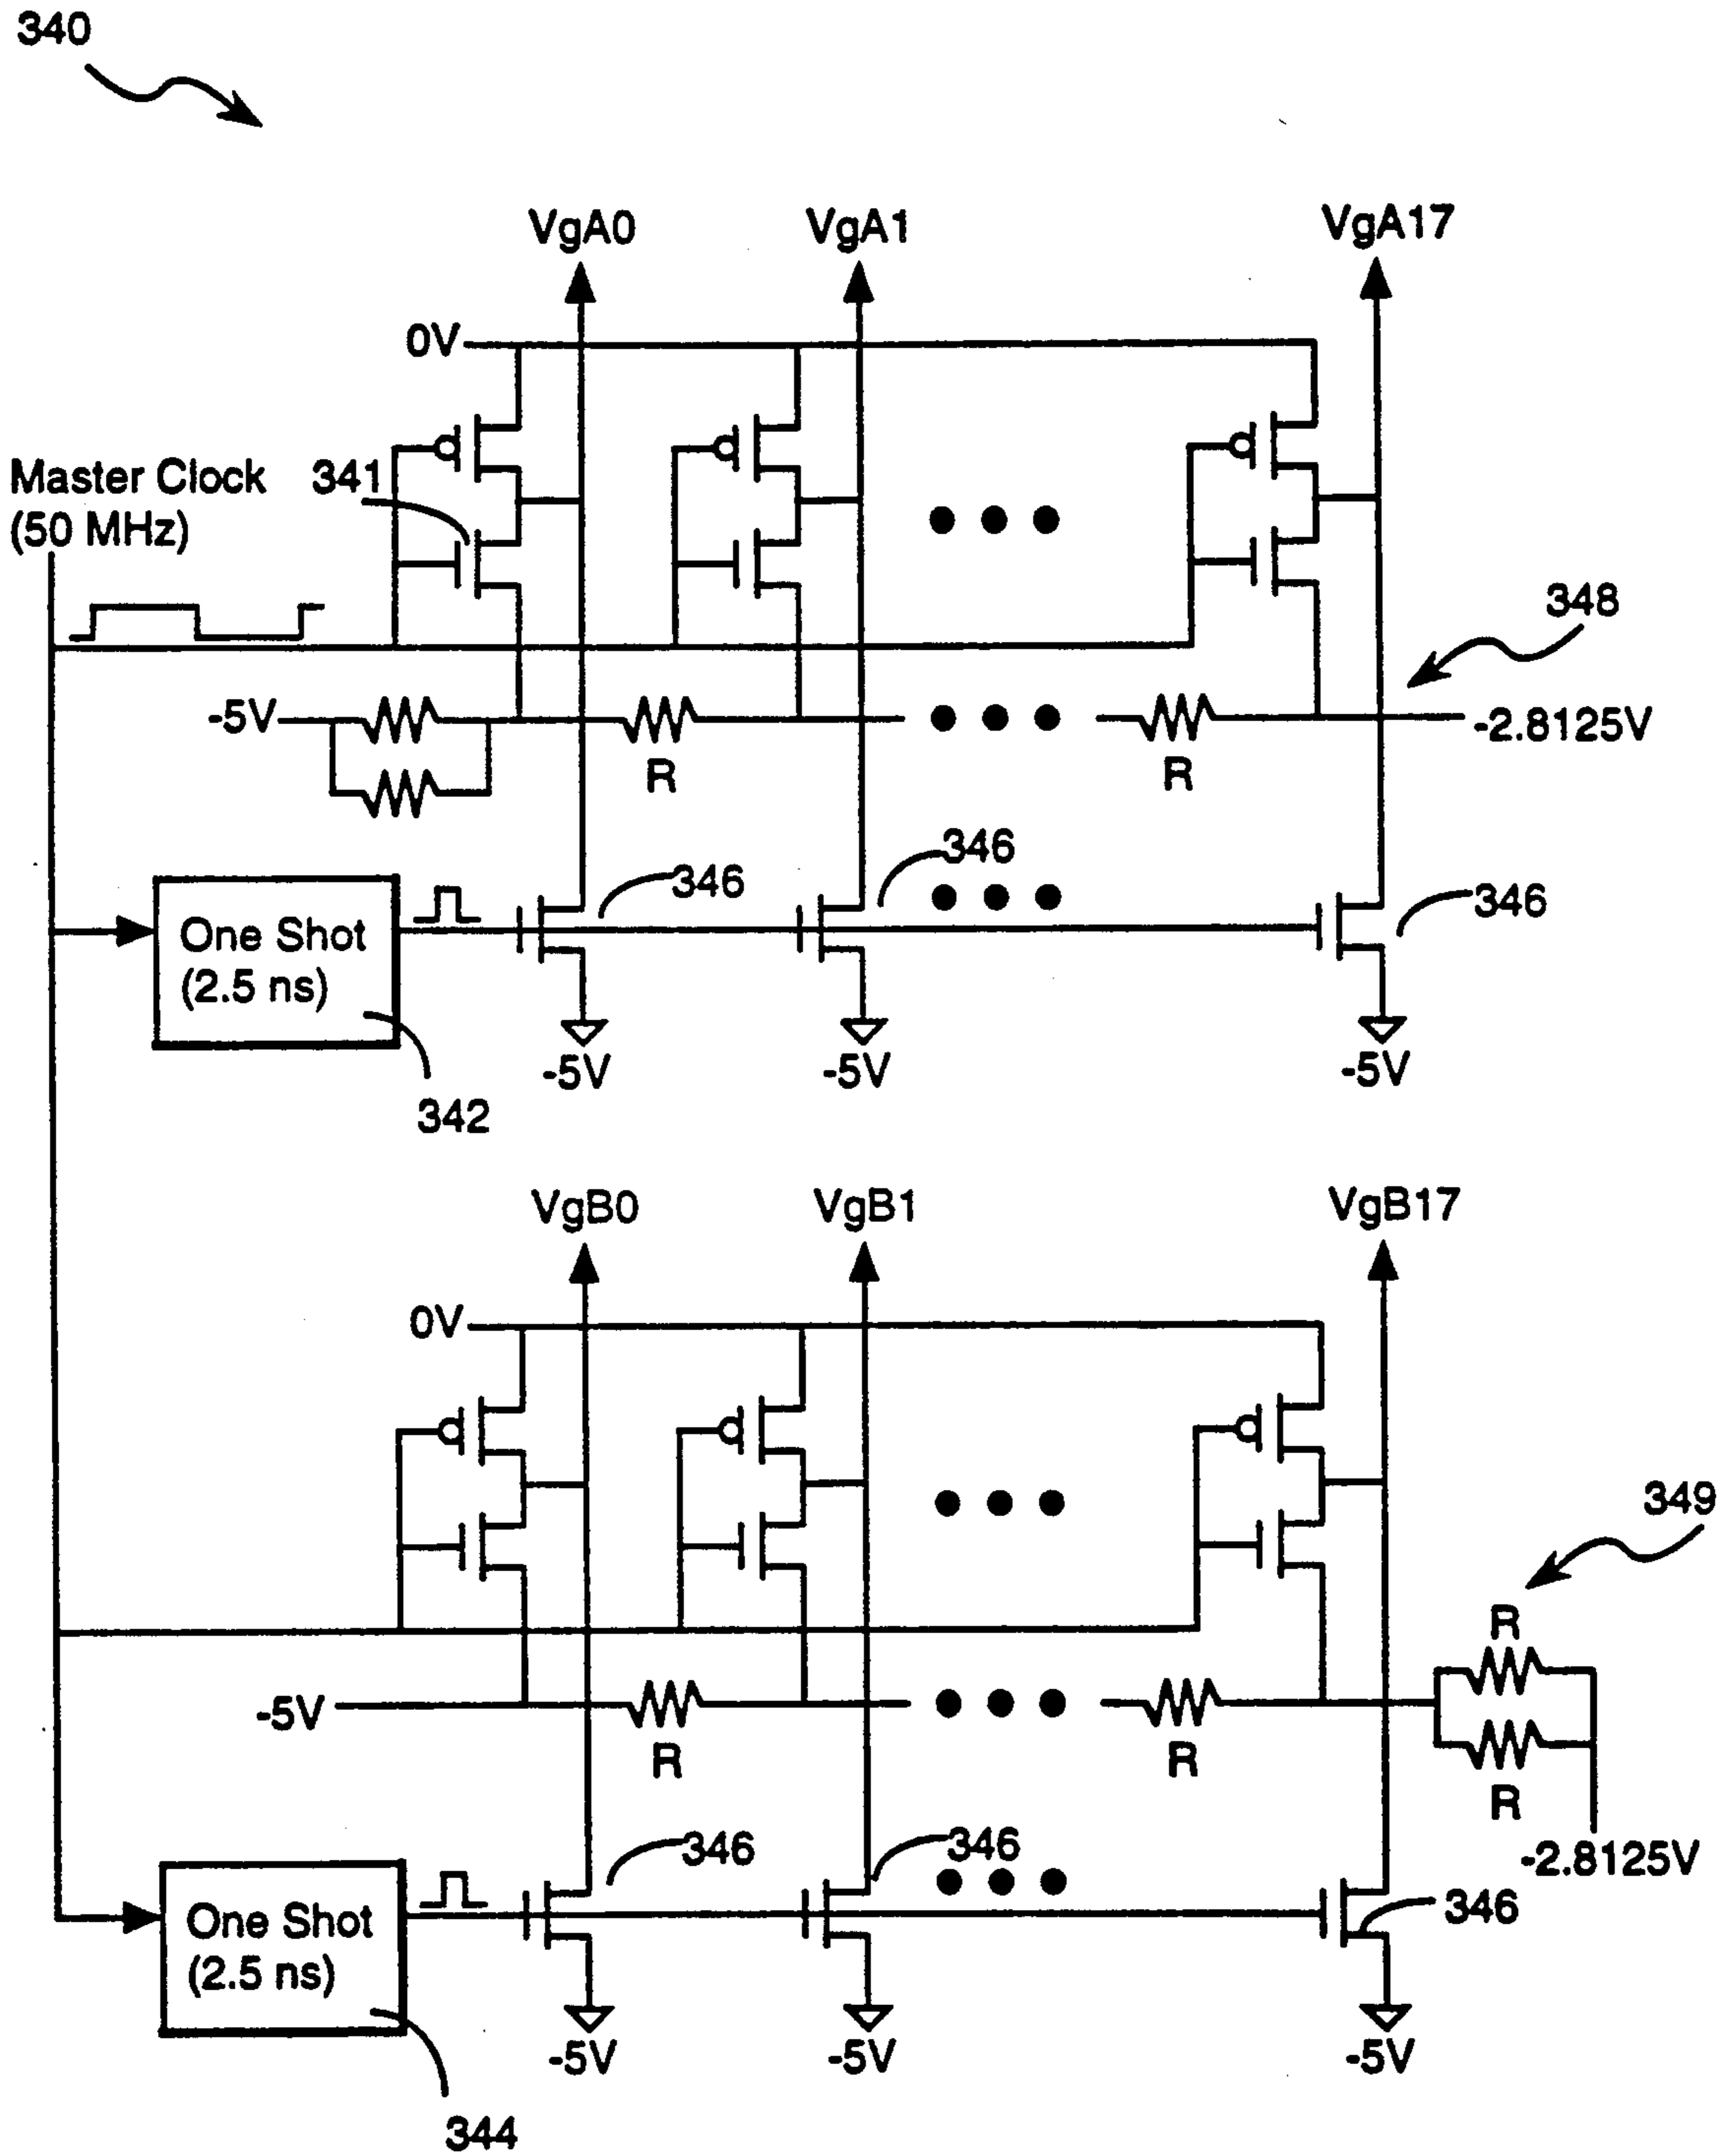 340
VgA0
VgA1
VgA17
0V
Master Clock
(50 MHz)
341
348
-5V
R
R
-2.8125V
346
346
346
One Shot
(2.5 ns)
342
-5V
-5V
-5V
VgB0
VgB1
VgB17
0V
349
R
-5V
R
R
R
-2.8125V
346
346
346
One Shot
(2.5 ns)
344
-5V
-5V
-5V